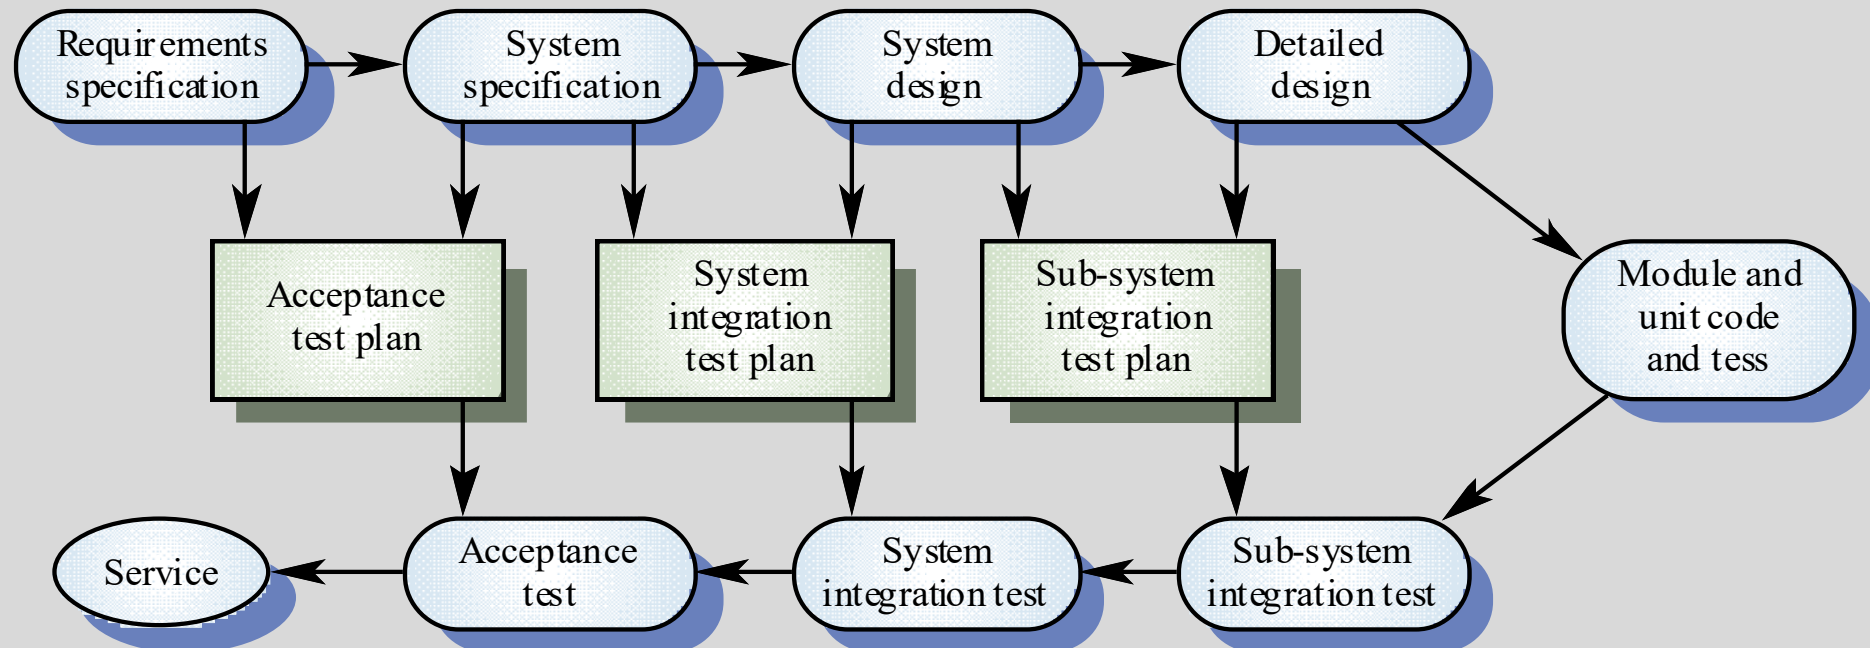 Requirements
specification
System
specification
System
design
Detailed
design
Acceptance
test plan
System
integration
test plan
Sub-system
integration
test plan
Module and
unit code
and tess
Service
Acceptance
test
System
integration test
Sub-system
integration test